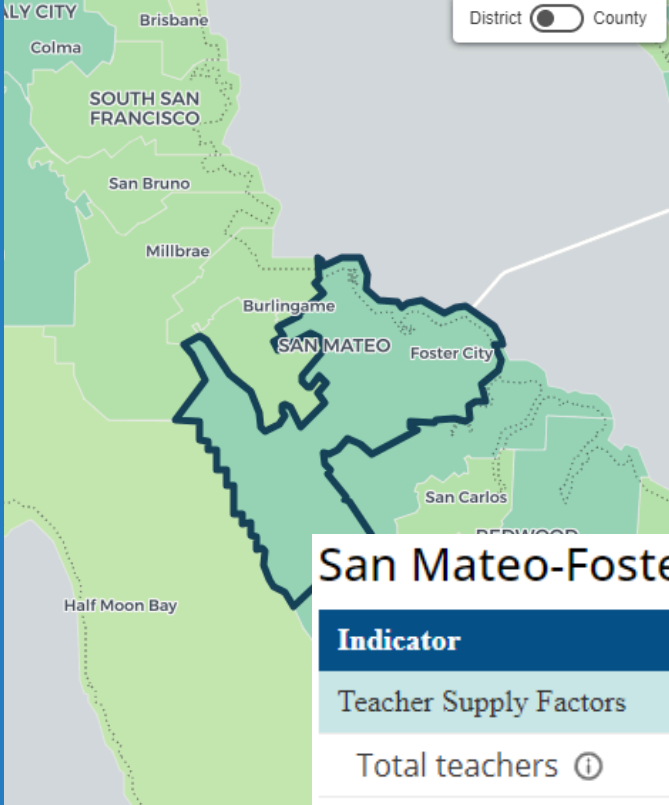 ALY CITY
Brisbane
District
County
Colma
SOUTH SAN
FRANCISCO
San Bruno
Millbrae
Burlingame
SAN MATEO
Foster City
San Carlos
REDWOOD
Half Moon Bay
San Mateo-Foste
Indicator
Teacher Supply Factors
Total teachers